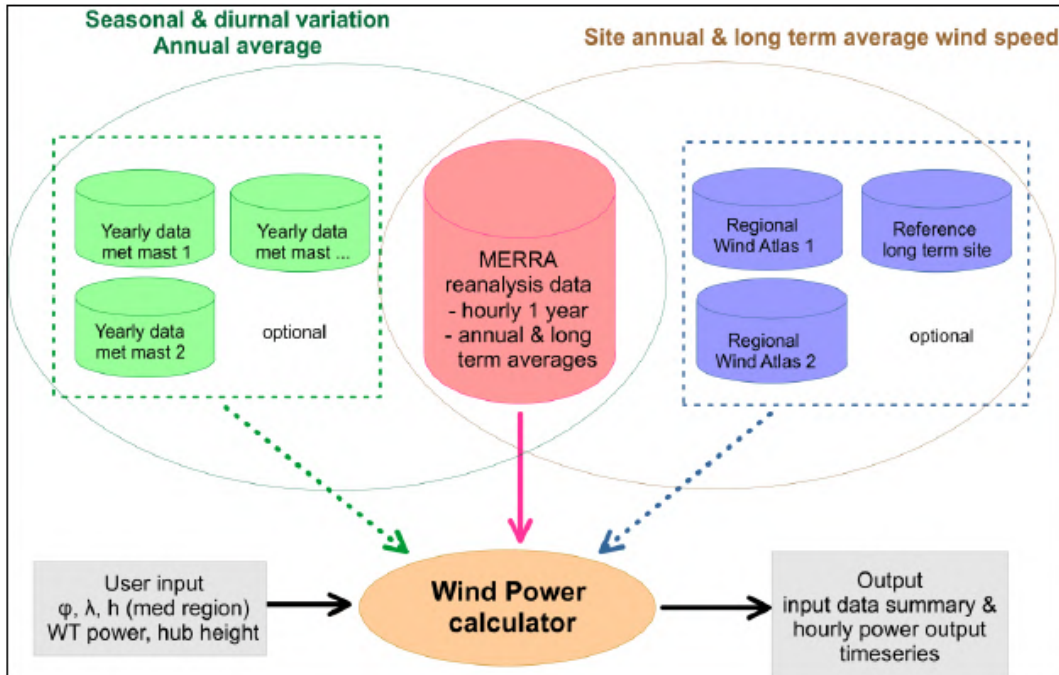 Seasonal & diurnal variation
Annual average
Site annual & long term average wind speed
Yearly data
met mast 1
Yearly data
met mast ...
Yearly data
met mast 2
optional
MERRA
reanalysis data
- hourly 1 year
- annual & long
term averages
Regional
Wind Atlas 1
Reference
long term site
Regional
Wind Atlas 2
optional
User input
φ, λ, h (med region)
WT power, hub height
Wind Power
calculator
Output
input data summary &
hourly power output
timeseries